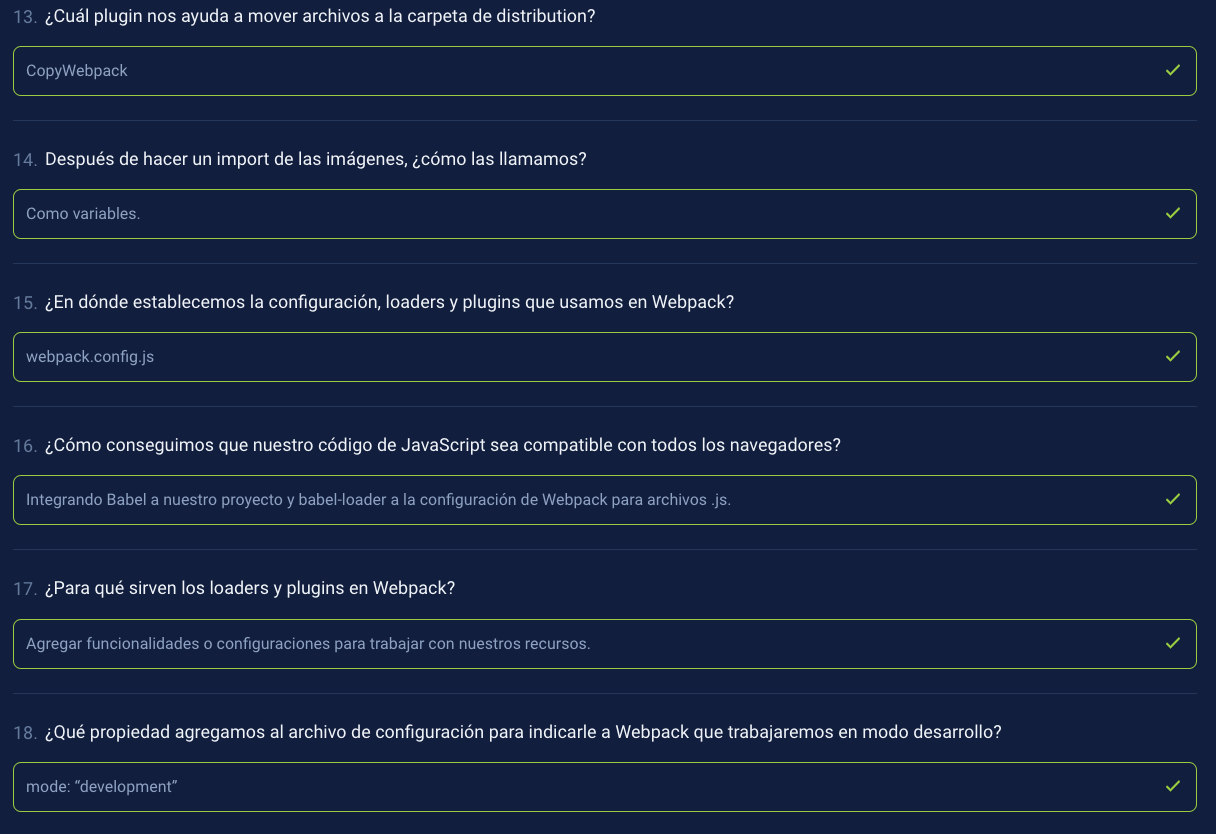 13. ¿Cuál plugin nos ayuda a mover archivos a la carpeta de distribution?
CopyWebpack
14. Después de hacer un import de las imágenes, ¿cómo las llamamos?
Como variables.
15. ¿En dónde establecemos la configuración, loaders y plugins que usamos en Webpack?
webpack.config.js
16. ¿Cómo conseguimos que nuestro código de JavaScript sea compatible con todos los navegadores?
Integrando Babel a nuestro proyecto y babel-loader a la configuración de Webpack para archivos .js.
17. ¿Para qué sirven los loaders y plugins en Webpack?
Agregar funcionalidades o configuraciones para trabajar con nuestros recursos.
18. ¿Qué propiedad agregamos al archivo de configuración para indicarle a Webpack que trabajaremos en modo desarrollo?
mode: “development”